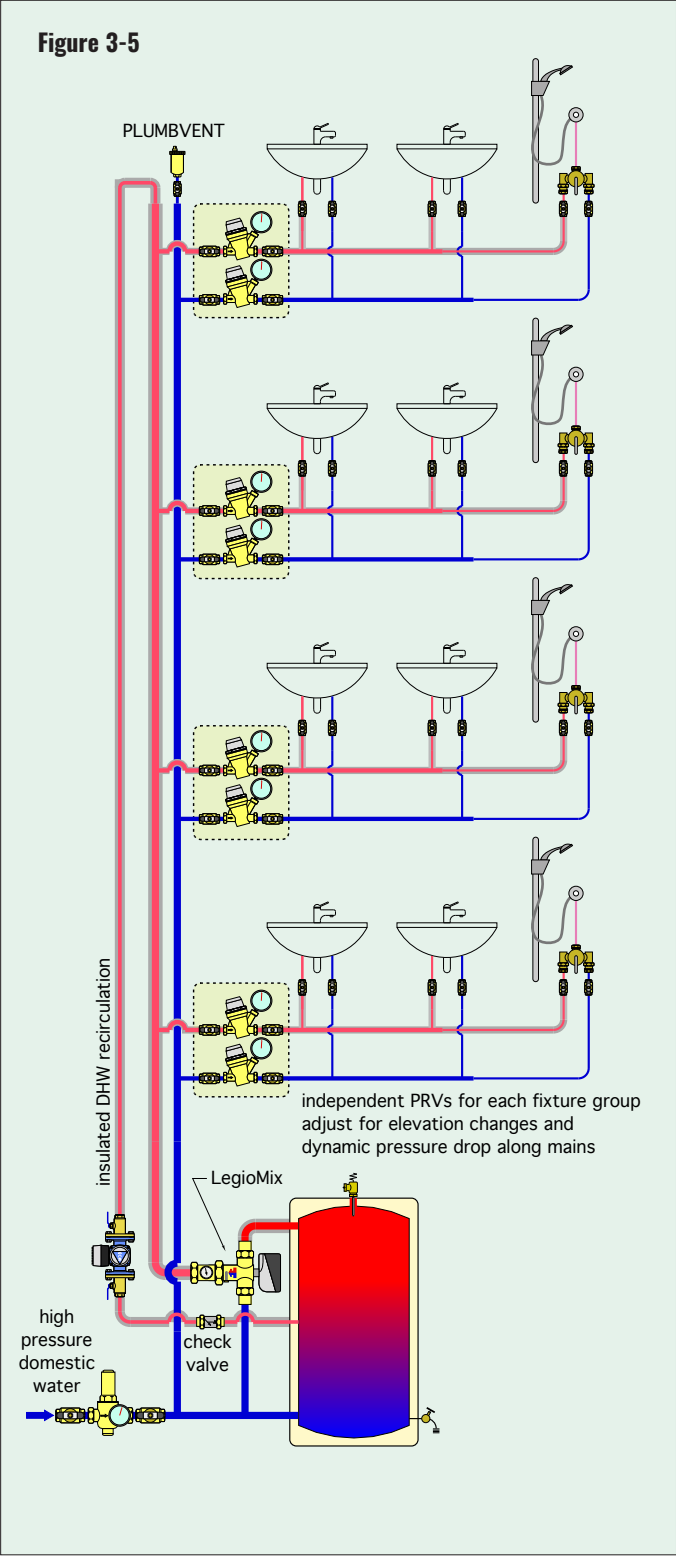 Figure 3-5
PLUMBVENT
insulated DHW recirculation
independent PRVs for each fixture group
adjust for elevation changes and
dynamic pressure drop along mains
LegioMix
high
pressure
domestic
water
check
valve